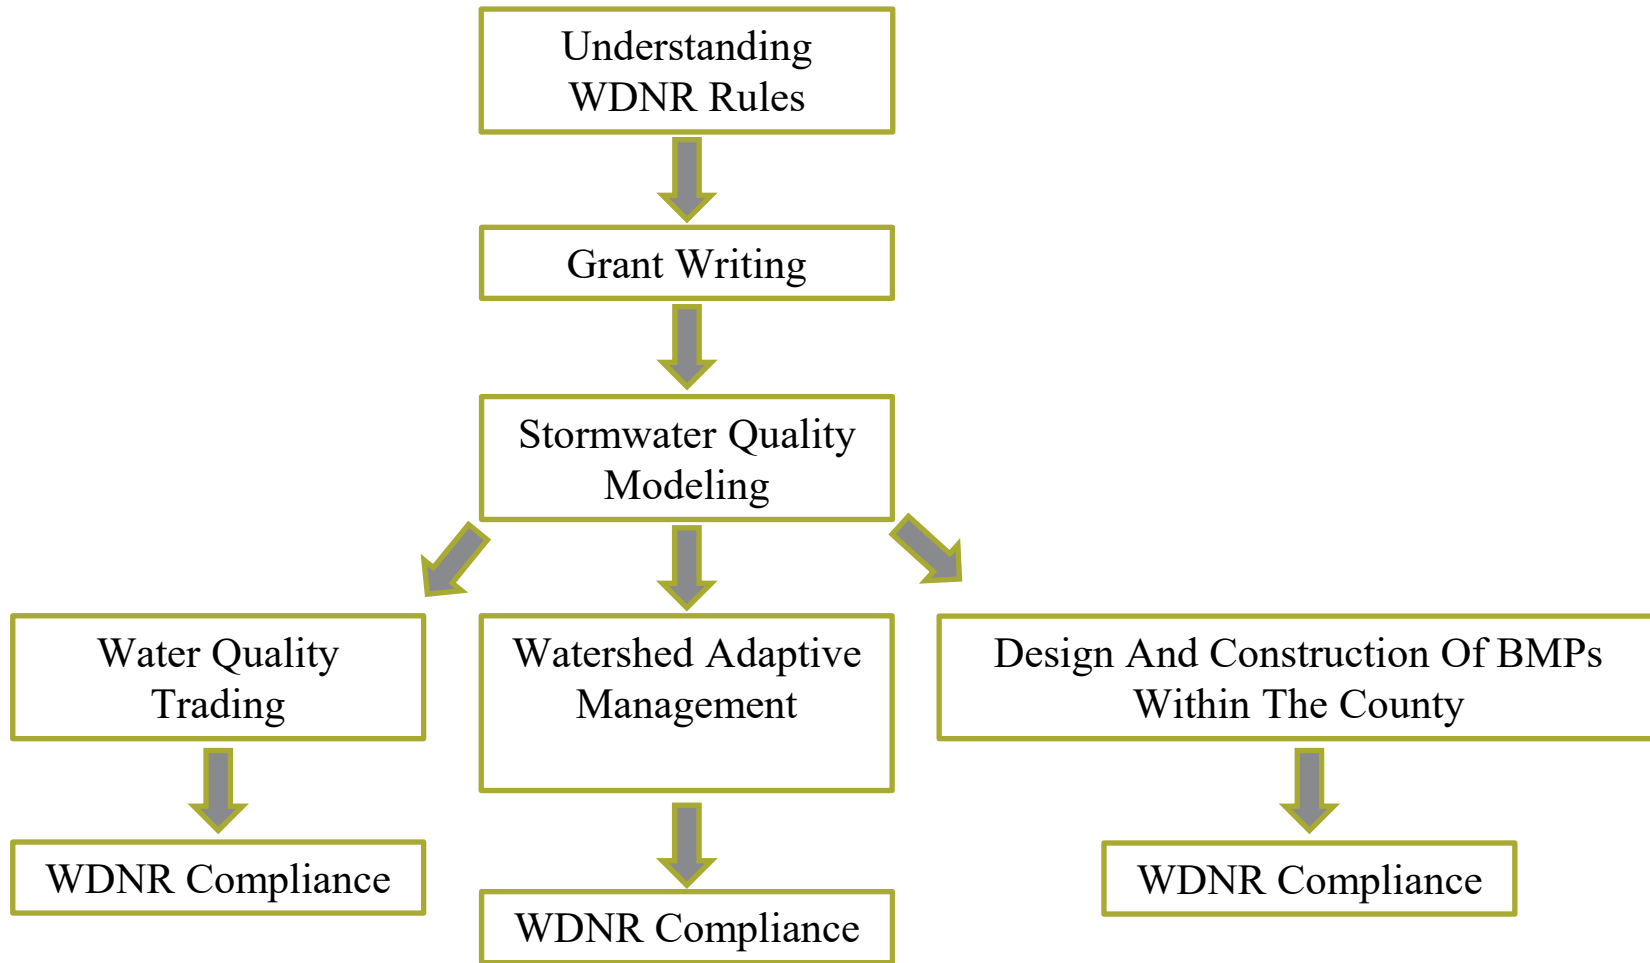 Understanding
WDNR Rules
Grant Writing
Stormwater Quality
Modeling
Water Quality
Trading
Watershed Adaptive
Management
Design And Construction Of BMPs
Within The County
WDNR Compliance
WDNR Compliance
WDNR Compliance